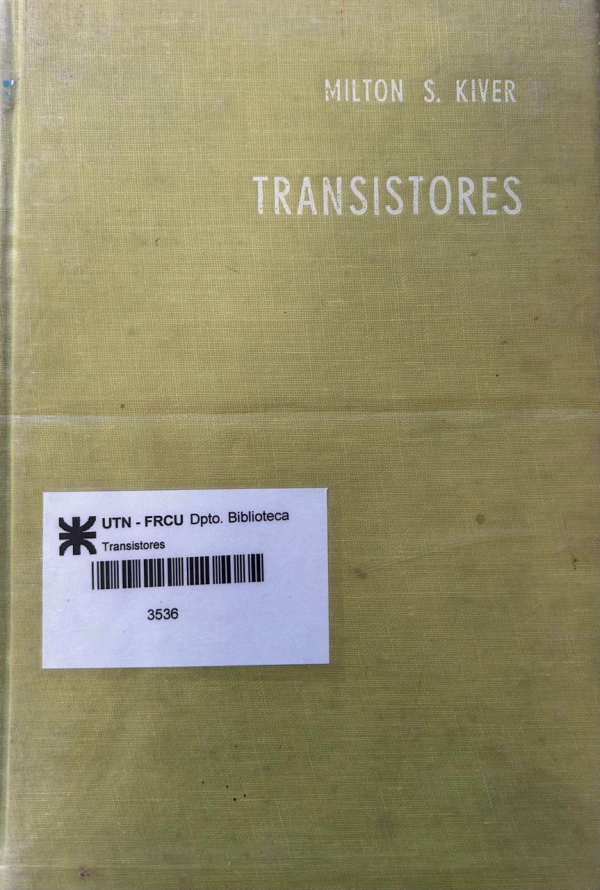 MILTON S. KIVER
TRANSISTORES
UTN - FRCU Dpto. Biblioteca
Transistores
3536